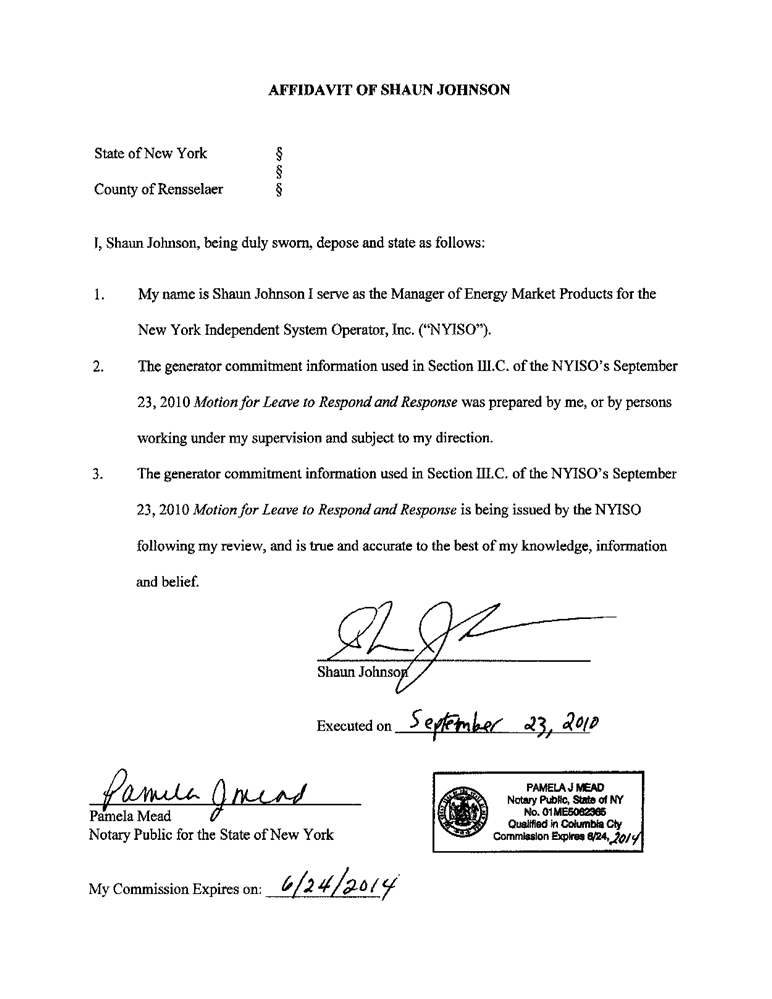 AFFIDAVIT OF SHAUN JOHNSON
State of New York §
§
County of Rensselaer §
I, Shaun Johnson, being duly sworn, depose and state as follows:
1. My name is Shaun Johnson I serve as the Manager of Energy Market Products for the
New York Independent System Operator, Inc. (“NYISO”).
2. The generator commitment information used in Section III.C. of the NYISO’s September
23, 2010 Motion for Leave to Respond and Response was prepared by me, or by persons
working under my supervision and subject to my direction.
3. The generator commitment information used in Section III.C. of the NYISO’s September
23, 2010 Motion for Leave to Respond and Response is being issued by the NYISO
following my review, and is true and accurate to the best of my knowledge, information
and belief.
Shaun Johnson
Executed on September 23, 2010
Pamela J Mead
Pamela Mead
Notary Public for the State of New York
PAMELA J MEAD
Notary Public, State of NY
No. 01ME5062365
Qualified in Columbia Cty
Commission Expires 6/24, 2014
My Commission Expires on: 6/24/2014